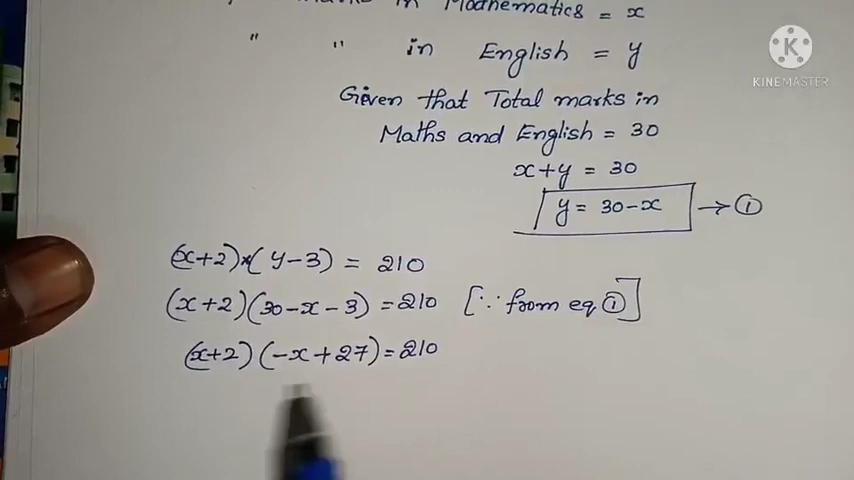 Marks in Mathematics = x
" " in English = y
Given that Total marks in
Maths and English = 30
x+y = 30
y = 30-x → ①
(x+2)×(y-3) = 210
(x+2)(30-x-3) = 210 [∵ from eq ①]
(x+2)(-x+27) = 210
K
KINEMASTER